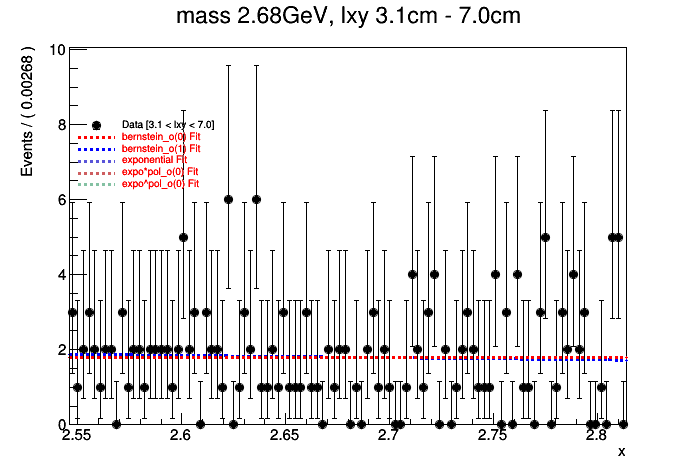 mass 2.68GeV, lxy 3.1cm - 7.0cm
Events / ( 0.00268 )
10
8
6
4
2
0
Data [3.1 < lxy < 7.0]
bernstein_o(0) Fit
bernstein_o(1) Fit
exponential Fit
expo*pol_o(0) Fit
expo^pol_o(0) Fit
2.55 2.6 2.65 2.7 2.75 2.8
x